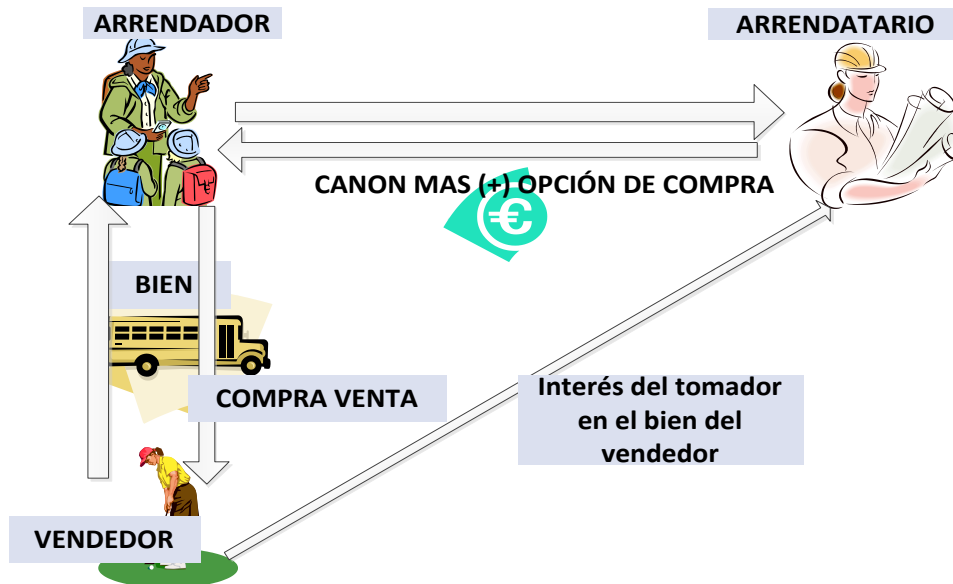 ARRENDADOR
ARRENDATARIO
CANON MAS (+) OPCIÓN DE COMPRA
€
BIEN
COMPRA VENTA
Interés del tomador
en el bien del
vendedor
VENDEDOR